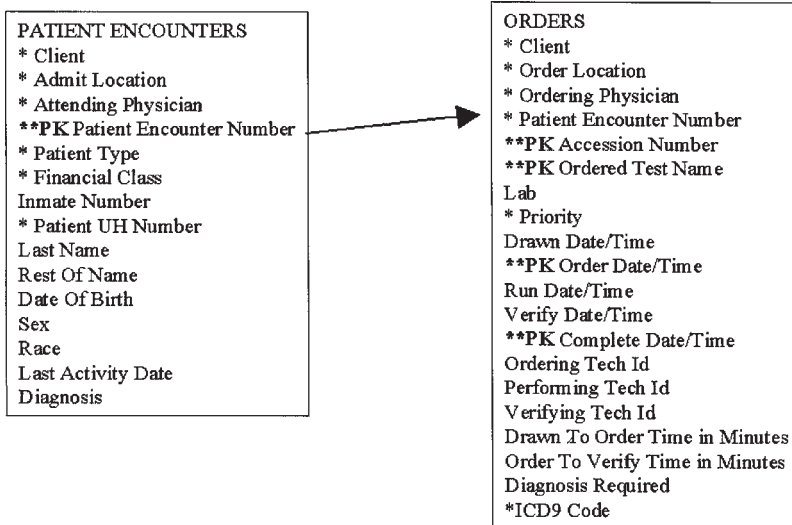 PATIENT ENCOUNTERS
* Client
* Admit Location
* Attending Physician
**PK Patient Encounter Number
* Patient Type
* Financial Class
Inmate Number
* Patient UH Number
Last Name
Rest Of Name
Date Of Birth
Sex
Race
Last Activity Date
Diagnosis
ORDERS
* Client
* Order Location
* Ordering Physician
* Patient Encounter Number
**PK Accession Number
**PK Ordered Test Name
Lab
* Priority
Drawn Date/Time
**PK Order Date/Time
Run Date/Time
Verify Date/Time
**PK Complete Date/Time
Ordering Tech Id
Performing Tech Id
Verifying Tech Id
Drawn To Order Time in Minutes
Order To Verify Time in Minutes
Diagnosis Required
*ICD9 Code